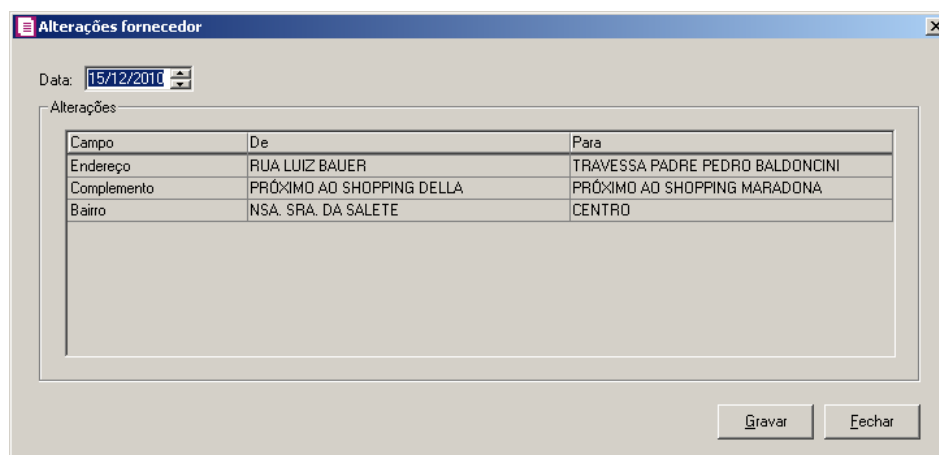 Alterações fornecedor
Data: 15/12/2010
Alterações
Campo De Para
Endereço RUA LUIZ BAUER TRAVESSA PADRE PEDRO BALDONCINI
Complemento PRÓXIMO AO SHOPPING DELLA PRÓXIMO AO SHOPPING MARADONA
Bairro NSA. SRA. DA SALETE CENTRO
Gravar Fechar